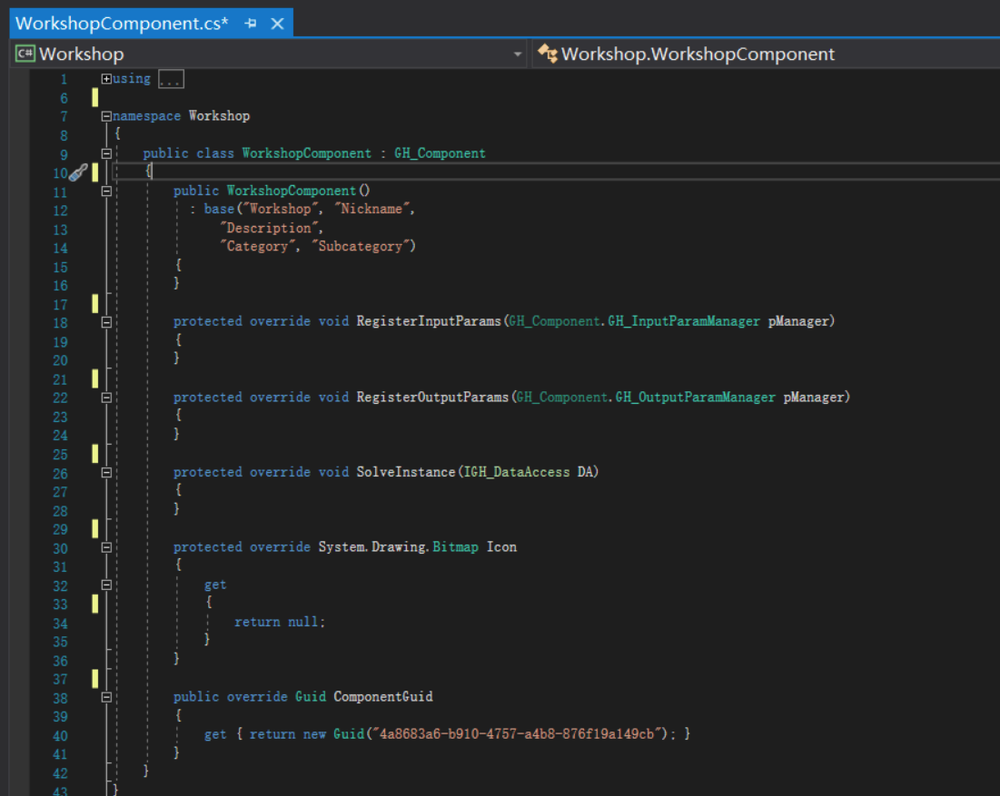 WorkshopComponent.cs*
C# Workshop
Workshop.WorkshopComponent
1 using ...
6
7 namespace Workshop
8 {
9 public class WorkshopComponent : GH_Component
10 {
11 public WorkshopComponent()
12 : base("Workshop", "Nickname",
13 "Description",
14 "Category", "Subcategory")
15 {
16 }
17
18 protected override void RegisterInputParams(GH_Component.GH_InputParamManager pManager)
19 {
20 }
21
22 protected override void RegisterOutputParams(GH_Component.GH_OutputParamManager pManager)
23 {
24 }
25
26 protected override void SolveInstance(IGH_DataAccess DA)
27 {
28 }
29
30 protected override System.Drawing.Bitmap Icon
31 {
32 get
33 {
34 return null;
35 }
36 }
37
38 public override Guid ComponentGuid
39 {
40 get { return new Guid("4a8683a6-b910-4757-a4b8-876f19a149cb"); }
41 }
42 }
43 }